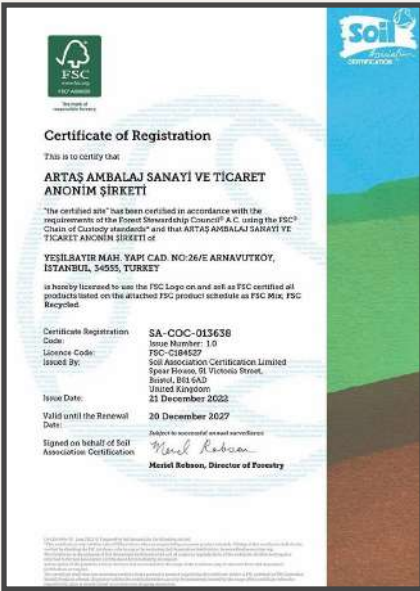 Soil
Association
CERTIFICATION
FSC
www.fsc.org
The mark of
responsible forestry
Certificate of Registration
This is to certify that
ARTAŞ AMBALAJ SANAYİ VE TİCARET
ANONİM ŞİRKETİ
"the certified site" has been certified in accordance with the
requirements of the Forest Stewardship Council® A.C. using the FSC®
Chain of Custody standards* and that ARTAŞ AMBALAJ SANAYİ VE
TİCARET ANONİM ŞİRKETİ of
YEŞİLBAYIR MAH. YAPI CAD. NO:26/E ARNAVUTKÖY,
İSTANBUL, 34555, TURKEY
is hereby licensed to use the FSC Logo on and sell as FSC certified all
products listed on the attached FSC product schedule as FSC Mix; FSC
Recycled.
Certificate Registration Code: SA-COC-013638
Issue Number: 1.0
Licence Code: FSC-C184527
Issued By: Soil Association Certification Limited
Spear House, 51 Victoria Street,
Bristol, BS1 6AD
United Kingdom
Issue Date: 21 December 2022
Valid until the Renewal Date: 20 December 2027
Subject to successful annual surveillance
Signed on behalf of Soil Association Certification
Meriel Robson
Meriel Robson, Director of Forestry